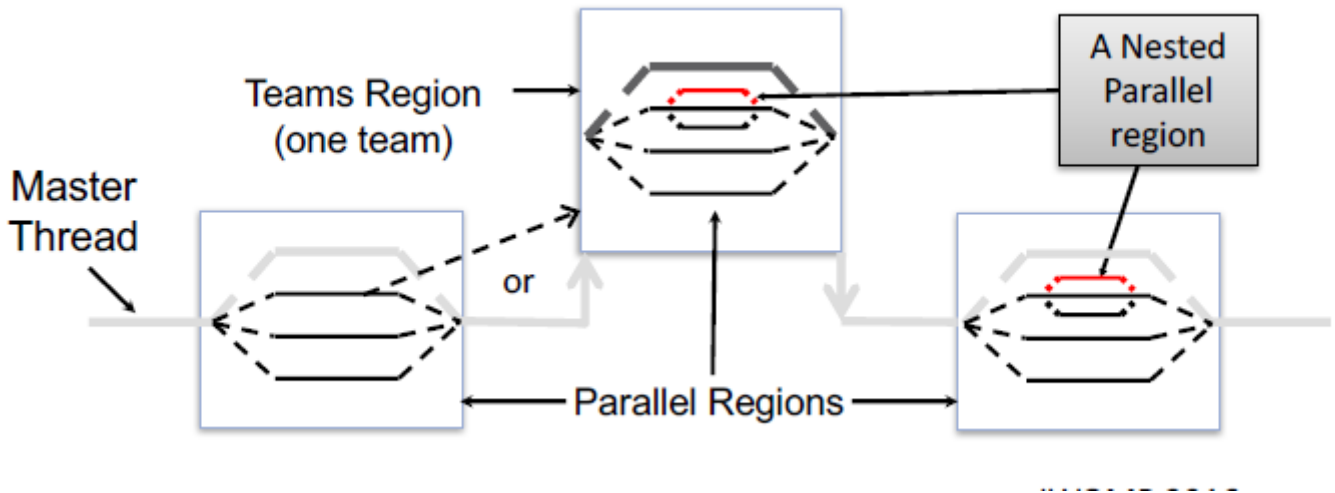 A Nested
Parallel
region
Teams Region
(one team)
Master
Thread
or
Parallel Regions